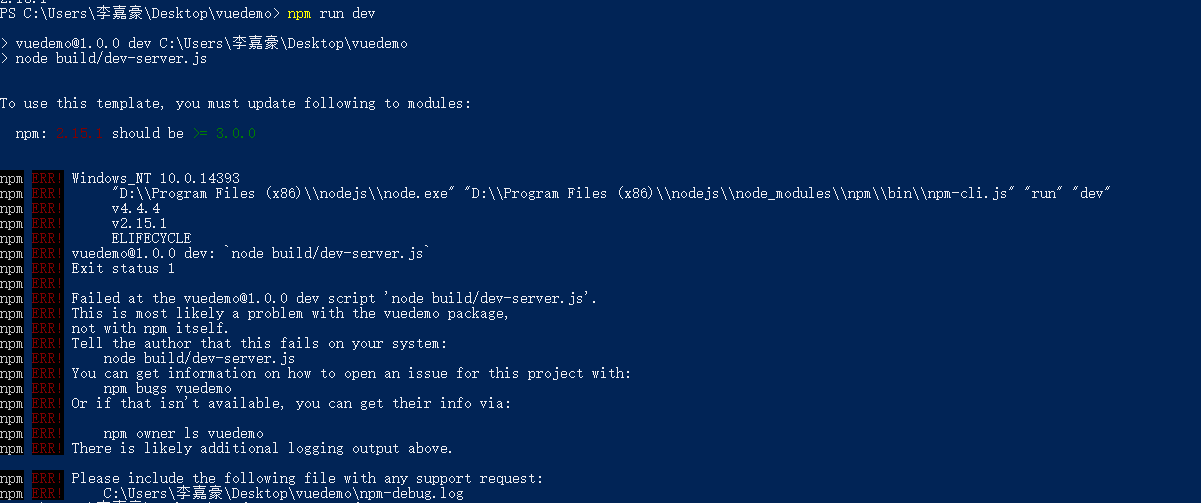 PS C:\Users\李嘉豪\Desktop\vuedemo> npm run dev
> vuedemo@1.0.0 dev C:\Users\李嘉豪\Desktop\vuedemo
> node build/dev-server.js
To use this template, you must update following to modules:
npm: 2.15.1 should be >= 3.0.0
npm ERR! Windows_NT 10.0.14393
npm ERR! "D:\\Program Files (x86)\\nodejs\\node.exe" "D:\\Program Files (x86)\\nodejs\\node_modules\\npm\\bin\\npm-cli.js" "run" "dev"
npm ERR! v4.4.4
npm ERR! v2.15.1
npm ERR! ELIFECYCLE
npm ERR! vuedemo@1.0.0 dev: `node build/dev-server.js`
npm ERR! Exit status 1
npm ERR!
npm ERR! Failed at the vuedemo@1.0.0 dev script 'node build/dev-server.js'.
npm ERR! This is most likely a problem with the vuedemo package,
npm ERR! not with npm itself.
npm ERR! Tell the author that this fails on your system:
npm ERR! node build/dev-server.js
npm ERR! You can get information on how to open an issue for this project with:
npm ERR! npm bugs vuedemo
npm ERR! Or if that isn't available, you can get their info via:
npm ERR!
npm ERR! npm owner ls vuedemo
npm ERR! There is likely additional logging output above.
npm ERR! Please include the following file with any support request:
npm ERR! C:\Users\李嘉豪\Desktop\vuedemo\npm-debug.log